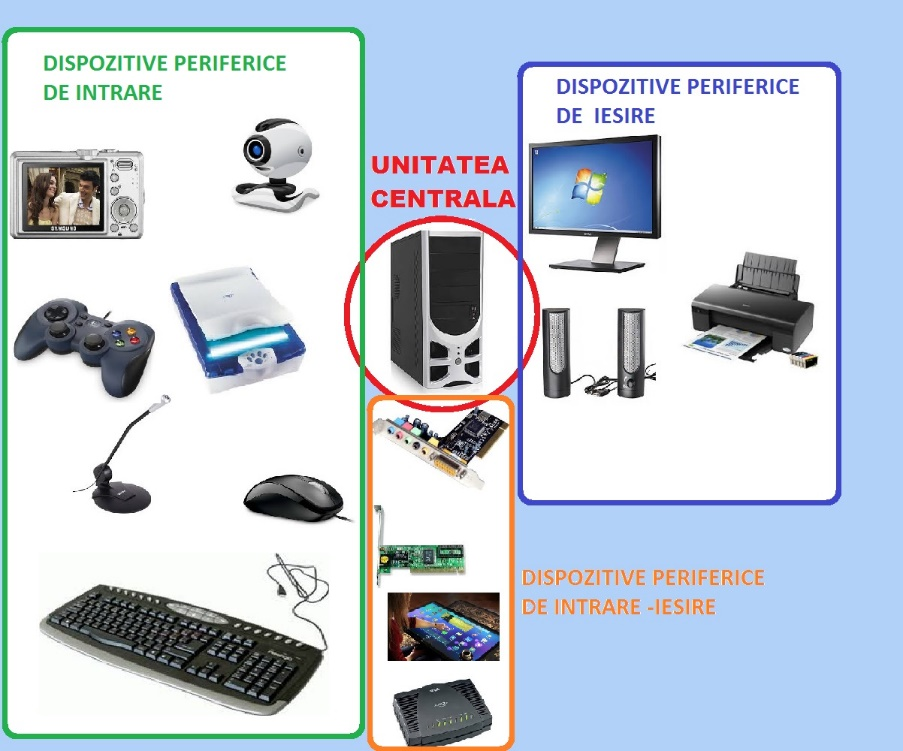 DISPOZITIVE PERIFERICE
DE INTRARE
UNITATEA
CENTRALA
DISPOZITIVE PERIFERICE
DE IESIRE
DISPOZITIVE PERIFERICE
DE INTRARE -IESIRE